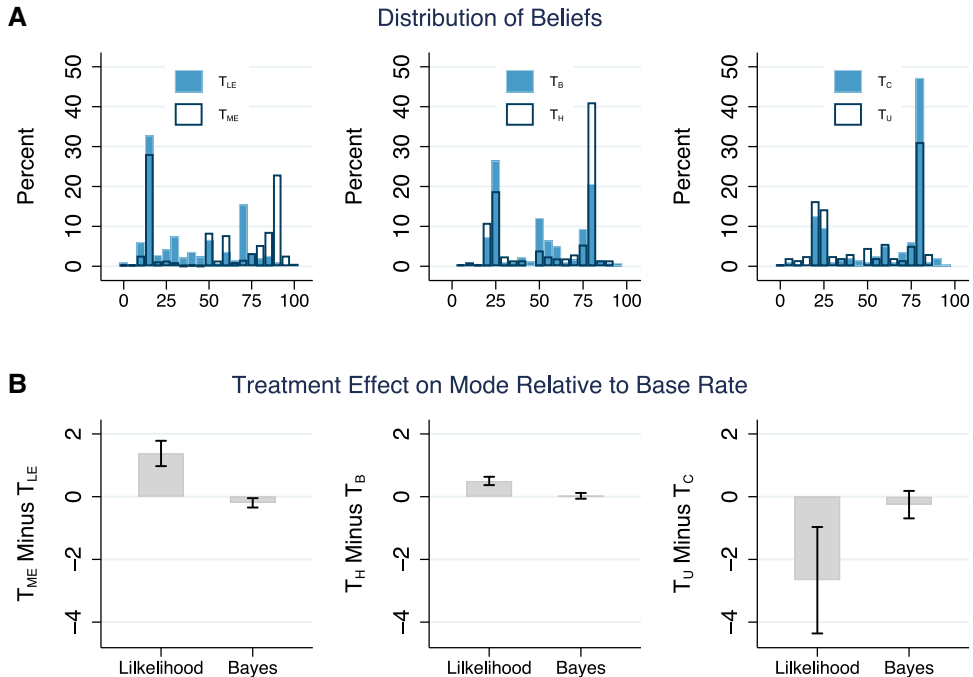 A
Distribution of Beliefs
Percent
50
40
30
20
10
0
T_LE
T_ME
0 25 50 75 100
Percent
50
40
30
20
10
0
T_B
T_H
0 25 50 75 100
Percent
50
40
30
20
10
0
T_C
T_U
0 25 50 75 100
B
Treatment Effect on Mode Relative to Base Rate
T_ME Minus T_LE
2
0
−2
−4
Lilkelihood Bayes
T_H Minus T_B
2
0
−2
−4
Lilkelihood Bayes
T_U Minus T_C
2
0
−2
−4
Lilkelihood Bayes